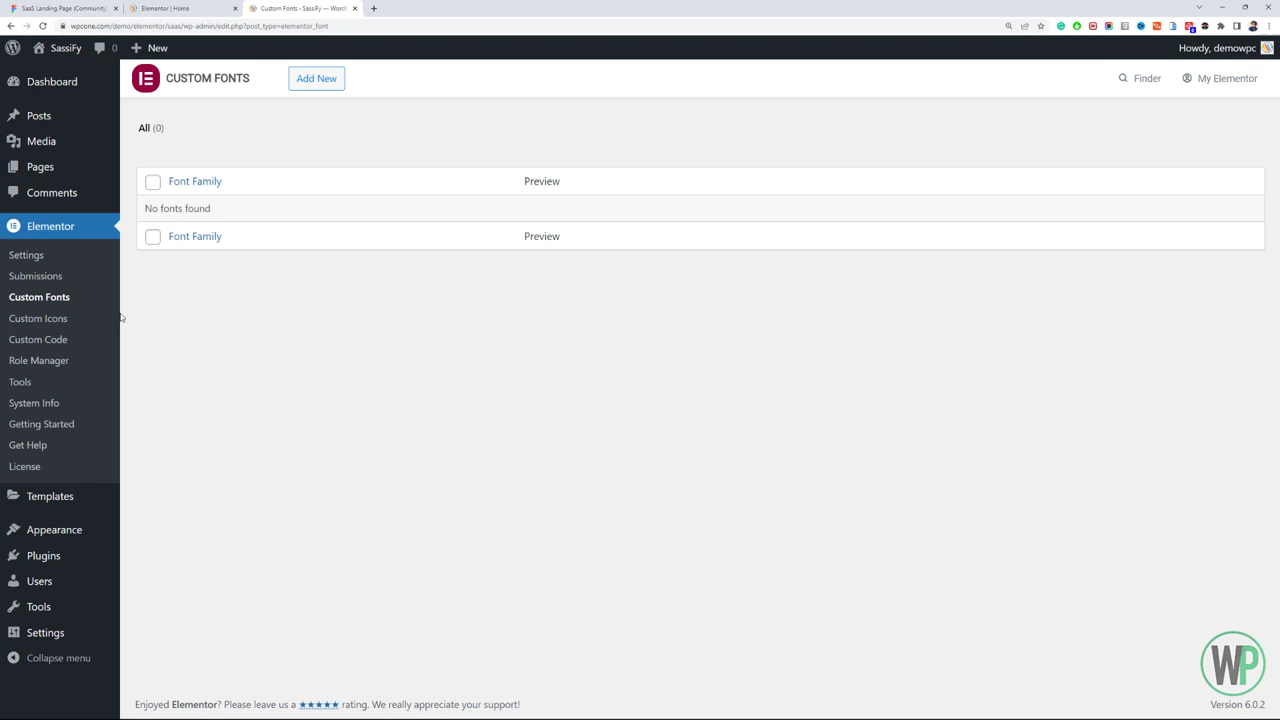 SaaS Landing Page (Community)
Elementor | Home
Custom Fonts ‹ SassiFy — WordP
wpcone.com/demo/elementor/saas/wp-admin/edit.php?post_type=elementor_font
SassiFy
0
New
Howdy, demowpc
Dashboard
Posts
Media
Pages
Comments
Elementor
Settings
Submissions
Custom Fonts
Custom Icons
Custom Code
Role Manager
Tools
System Info
Getting Started
Get Help
License
Templates
Appearance
Plugins
Users
Tools
Settings
Collapse menu
CUSTOM FONTS
Add New
Finder
My Elementor
All (0)
Font Family Preview
No fonts found
Font Family Preview
WP
Enjoyed Elementor? Please leave us a ★★★★★ rating. We really appreciate your support!
Version 6.0.2